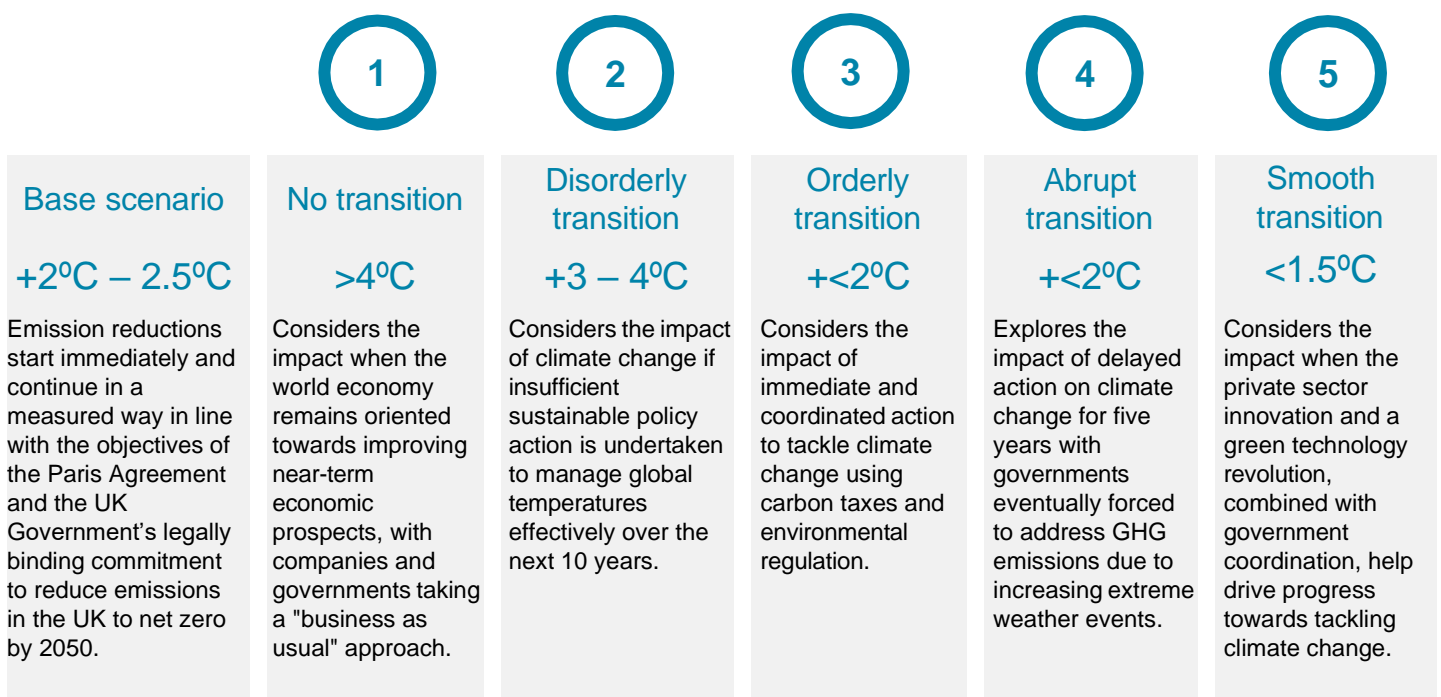 1
2
3
4
5
Base scenario
+2ºC – 2.5ºC
Emission reductions
start immediately and
continue in a
measured way in line
with the objectives of
the Paris Agreement
and the UK
Government’s legally
binding commitment
to reduce emissions
in the UK to net zero
by 2050.
No transition
>4ºC
Considers the
impact when the
world economy
remains oriented
towards improving
near-term
economic
prospects, with
companies and
governments taking
a "business as
usual" approach.
Disorderly
transition
+3 – 4ºC
Considers the impact
of climate change if
insufficient
sustainable policy
action is undertaken
to manage global
temperatures
effectively over the
next 10 years.
Orderly
transition
+<2ºC
Considers the
impact of
immediate and
coordinated action
to tackle climate
change using
carbon taxes and
environmental
regulation.
Abrupt
transition
+<2ºC
Explores the
impact of delayed
action on climate
change for five
years with
governments
eventually forced
to address GHG
emissions due to
increasing extreme
weather events.
Smooth
transition
<1.5ºC
Considers the
impact when the
private sector
innovation and a
green technology
revolution,
combined with
government
coordination, help
drive progress
towards tackling
climate change.